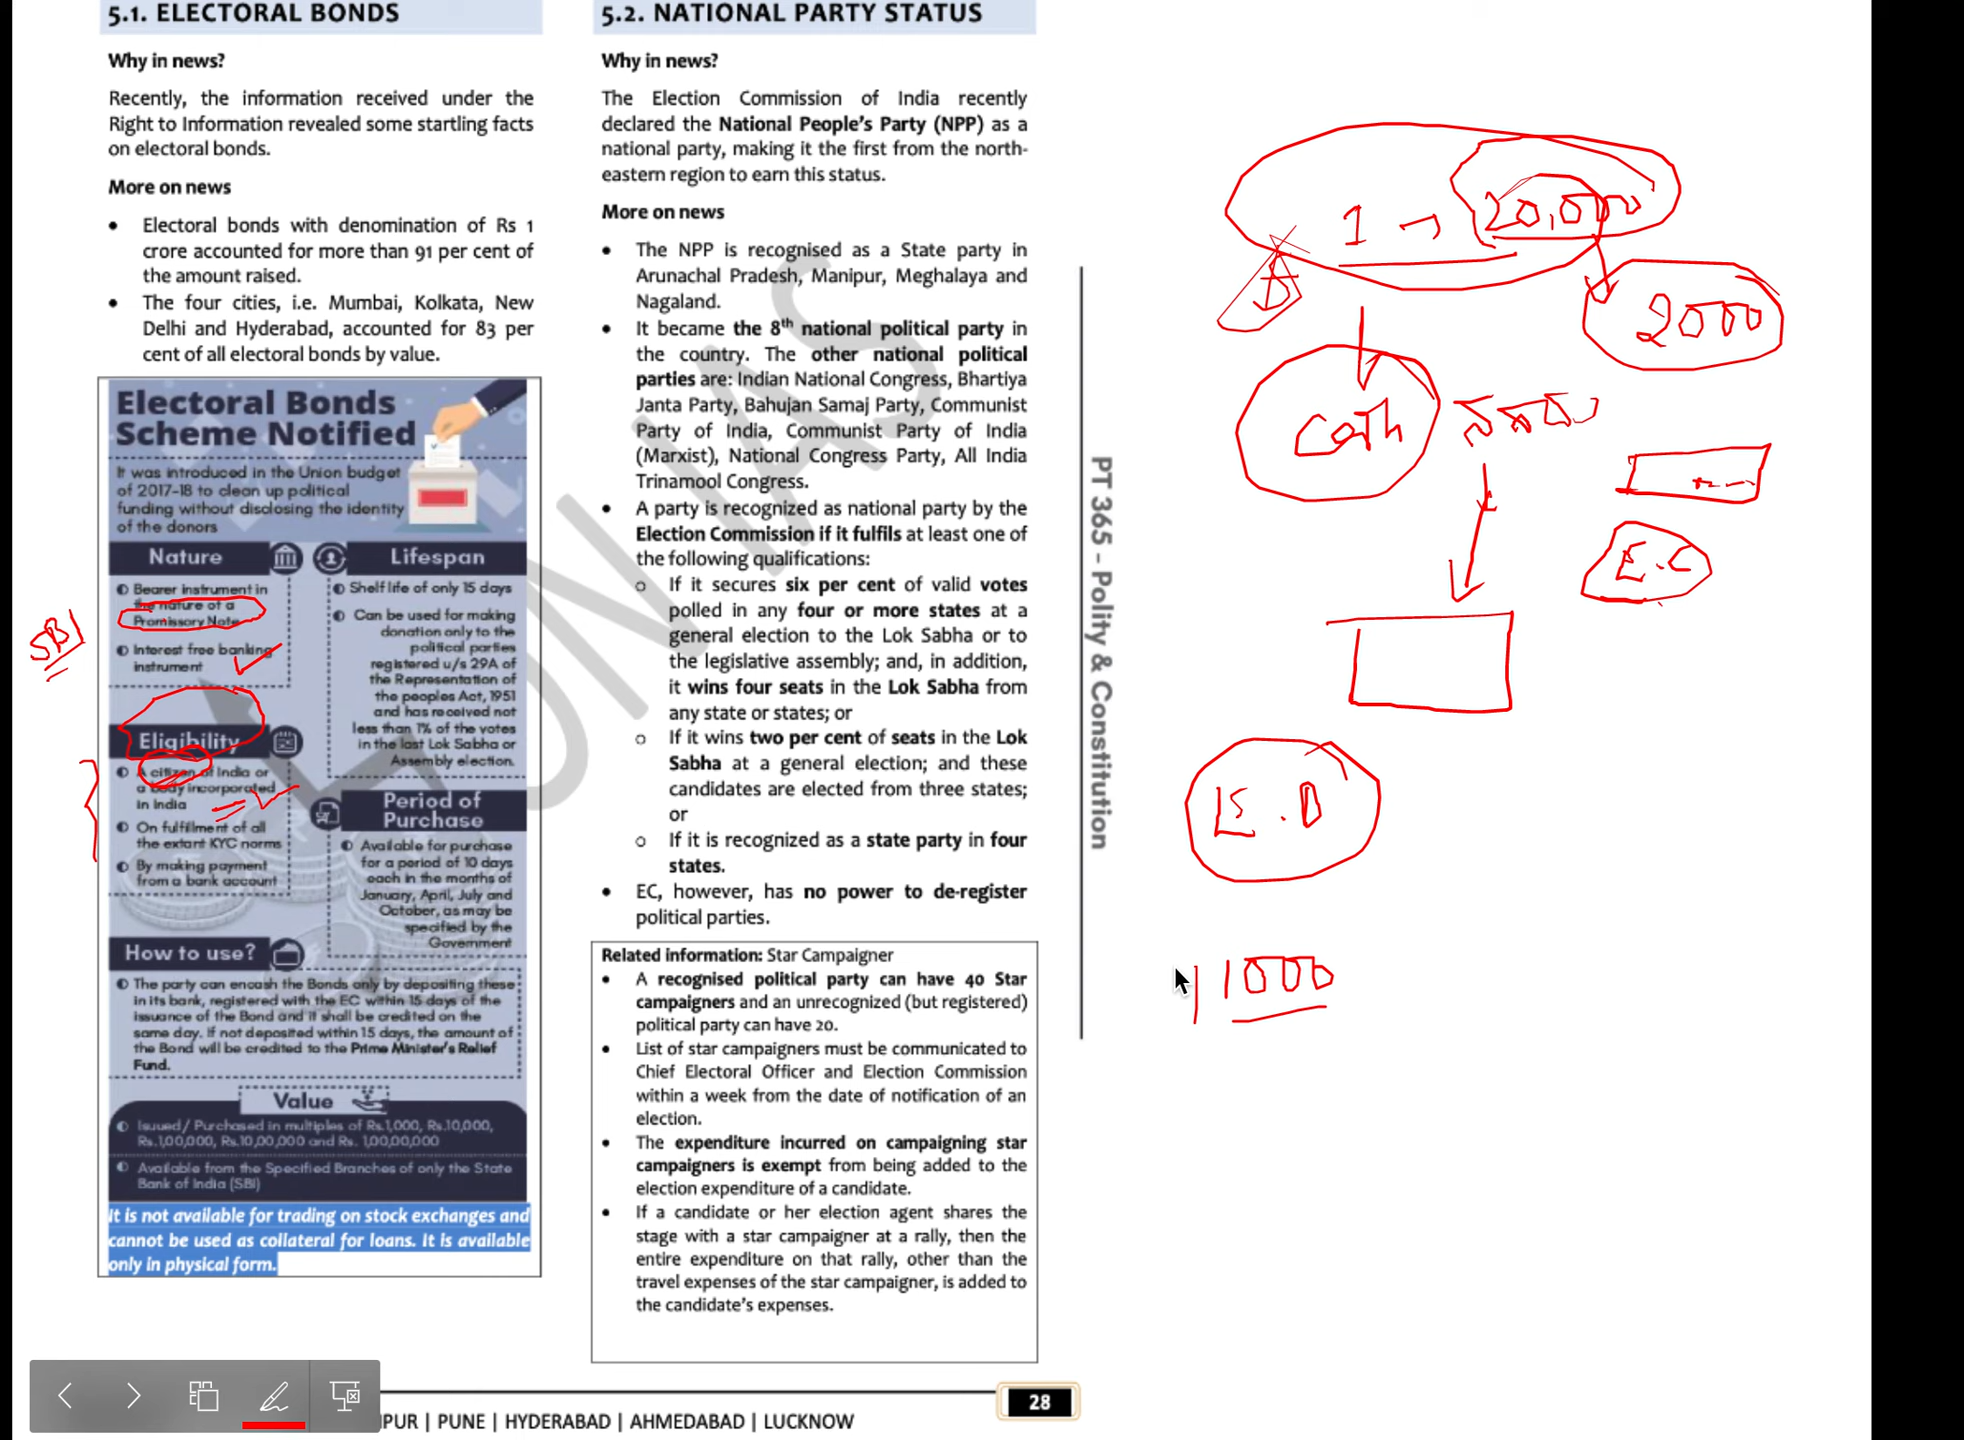 5.1. ELECTORAL BONDS
Why in news?
Recently, the information received under the
Right to Information revealed some startling facts
on electoral bonds.
More on news
• Electoral bonds with denomination of Rs 1
crore accounted for more than 91 per cent of
the amount raised.
• The four cities, i.e. Mumbai, Kolkata, New
Delhi and Hyderabad, accounted for 83 per
cent of all electoral bonds by value.
Electoral Bonds
Scheme Notified
It was introduced in the Union budget
of 2017-18 to clean up political
funding without disclosing the identity
of the donors
Nature
Bearer instrument in
the nature of a
Promissory Note
Interest free banking
instrument
SBI
Eligibility
A citizen of India or
a body incorporated
in India
On fulfillment of all
the extant KYC norms
By making payment
from a bank account
Lifespan
Shelf life of only 15 days
Can be used for making
donation only to the
political parties
registered u/s 29A of
the Representation of
the peoples Act, 1951
and has received not
less than 1% of the votes
in the last Lok Sabha or
Assembly election.
Period of
Purchase
Available for purchase
for a period of 10 days
each in the months of
January, April, July and
October, as may be
specified by the
Government
How to use?
The party can encash the Bonds only by depositing these
in its bank, registered with the EC within 15 days of the
issuance of the Bond and it shall be credited on the
same day. If not deposited within 15 days, the amount of
the Bond will be credited to the Prime Minister's Relief
Fund.
Value
Isuued/ Purchased in multiples of Rs.1,000, Rs.10,000,
Rs.1,00,000, Rs.10,00,000 and Rs. 1,00,00,000
Available from the Specified Branches of only the State
Bank of India (SBI)
It is not available for trading on stock exchanges and
cannot be used as collateral for loans. It is available
only in physical form.
5.2. NATIONAL PARTY STATUS
Why in news?
The Election Commission of India recently
declared the National People's Party (NPP) as a
national party, making it the first from the north-
eastern region to earn this status.
More on news
• The NPP is recognised as a State party in
Arunachal Pradesh, Manipur, Meghalaya and
Nagaland.
• It became the 8th national political party in
the country. The other national political
parties are: Indian National Congress, Bhartiya
Janta Party, Bahujan Samaj Party, Communist
Party of India, Communist Party of India
(Marxist), National Congress Party, All India
Trinamool Congress.
• A party is recognized as national party by the
Election Commission if it fulfils at least one of
the following qualifications:
o If it secures six per cent of valid votes
polled in any four or more states at a
general election to the Lok Sabha or to
the legislative assembly; and, in addition,
it wins four seats in the Lok Sabha from
any state or states; or
o If it wins two per cent of seats in the Lok
Sabha at a general election; and these
candidates are elected from three states;
or
o If it is recognized as a state party in four
states.
• EC, however, has no power to de-register
political parties.
Related information: Star Campaigner
• A recognised political party can have 40 Star
campaigners and an unrecognized (but registered)
political party can have 20.
• List of star campaigners must be communicated to
Chief Electoral Officer and Election Commission
within a week from the date of notification of an
election.
• The expenditure incurred on campaigning star
campaigners is exempt from being added to the
election expenditure of a candidate.
• If a candidate or her election agent shares the
stage with a star campaigner at a rally, then the
entire expenditure on that rally, other than the
travel expenses of the star campaigner, is added to
the candidate's expenses.
PT 365 - Polity & Constitution
1 → 20,000
2000
Cash
E.C
1000
28
PUR | PUNE | HYDERABAD | AHMEDABAD | LUCKNOW